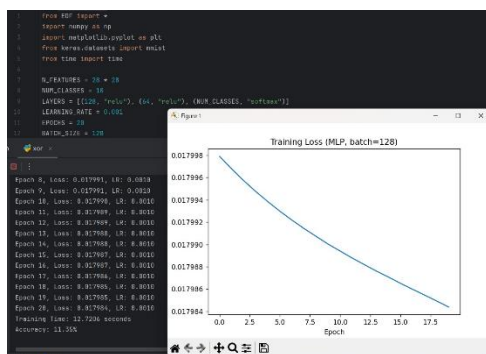 from EDF import *
import numpy as np
import matplotlib.pyplot as plt
from keras.datasets import mnist
from time import time
N_FEATURES = 28 * 28
NUM_CLASSES = 10
LAYERS = [(128, "relu"), (64, "relu"), (NUM_CLASSES, "softmax")]
LEARNING_RATE = 0.001
EPOCHS = 20
BATCH_SIZE = 128
xor
Epoch 8, Loss: 0.017991, LR: 0.0010
Epoch 9, Loss: 0.017991, LR: 0.0010
Epoch 10, Loss: 0.017990, LR: 0.0010
Epoch 11, Loss: 0.017989, LR: 0.0010
Epoch 12, Loss: 0.017989, LR: 0.0010
Epoch 13, Loss: 0.017988, LR: 0.0010
Epoch 14, Loss: 0.017988, LR: 0.0010
Epoch 15, Loss: 0.017987, LR: 0.0010
Epoch 16, Loss: 0.017987, LR: 0.0010
Epoch 17, Loss: 0.017986, LR: 0.0010
Epoch 18, Loss: 0.017985, LR: 0.0010
Epoch 19, Loss: 0.017985, LR: 0.0010
Epoch 20, Loss: 0.017984, LR: 0.0010
Training Time: 12.7206 seconds
Accuracy: 11.35%
Figure 1
Training Loss (MLP, batch=128)
0.017998
0.017996
0.017994
0.017992
0.017990
0.017988
0.017986
0.017984
0.0 2.5 5.0 7.5 10.0 12.5 15.0 17.5
Epoch